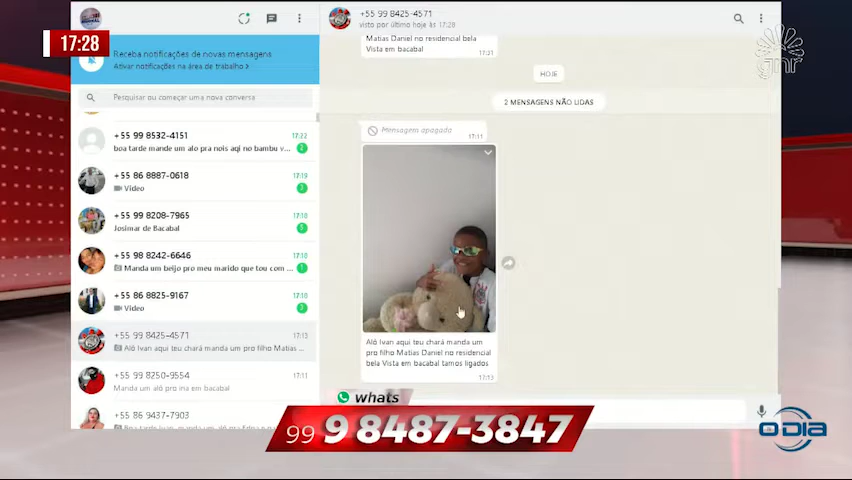 17:28
Receba notificações de novas mensagens
Ativar notificações na área de trabalho >
Pesquisar ou começar uma nova conversa
+55 99 8532-4151 17:22
boa tarde mande um alo pra nois aqi no bambu v... 2
+55 86 8887-0618 17:19
Vídeo
+55 99 8208-7965 17:18
Josimar de Bacabal
+55 98 8242-6646 17:18
Manda um beijo pro meu marido que tou com ... 1
+55 86 8825-9167 17:18
Vídeo
+55 99 8425-4571 17:13
Alô Ivan aqui teu chará manda um pro filho Matias ...
+55 99 8250-9554 17:11
Manda um alô pro ina em bacabal
+55 86 9437-7903
+55 99 8425-4571
visto por último hoje às 17:28
Matias Daniel no residencial bela
Vista em bacabal
17:31
HOJE
2 MENSAGENS NÃO LIDAS
Mensagem apagada 17:11
Alô Ivan aqui teu chará manda um
pro filho Matias Daniel no residencial
bela Vista em bacabal tamos ligados
17:13
whats
99 9 8487-3847
gnr
O DIA